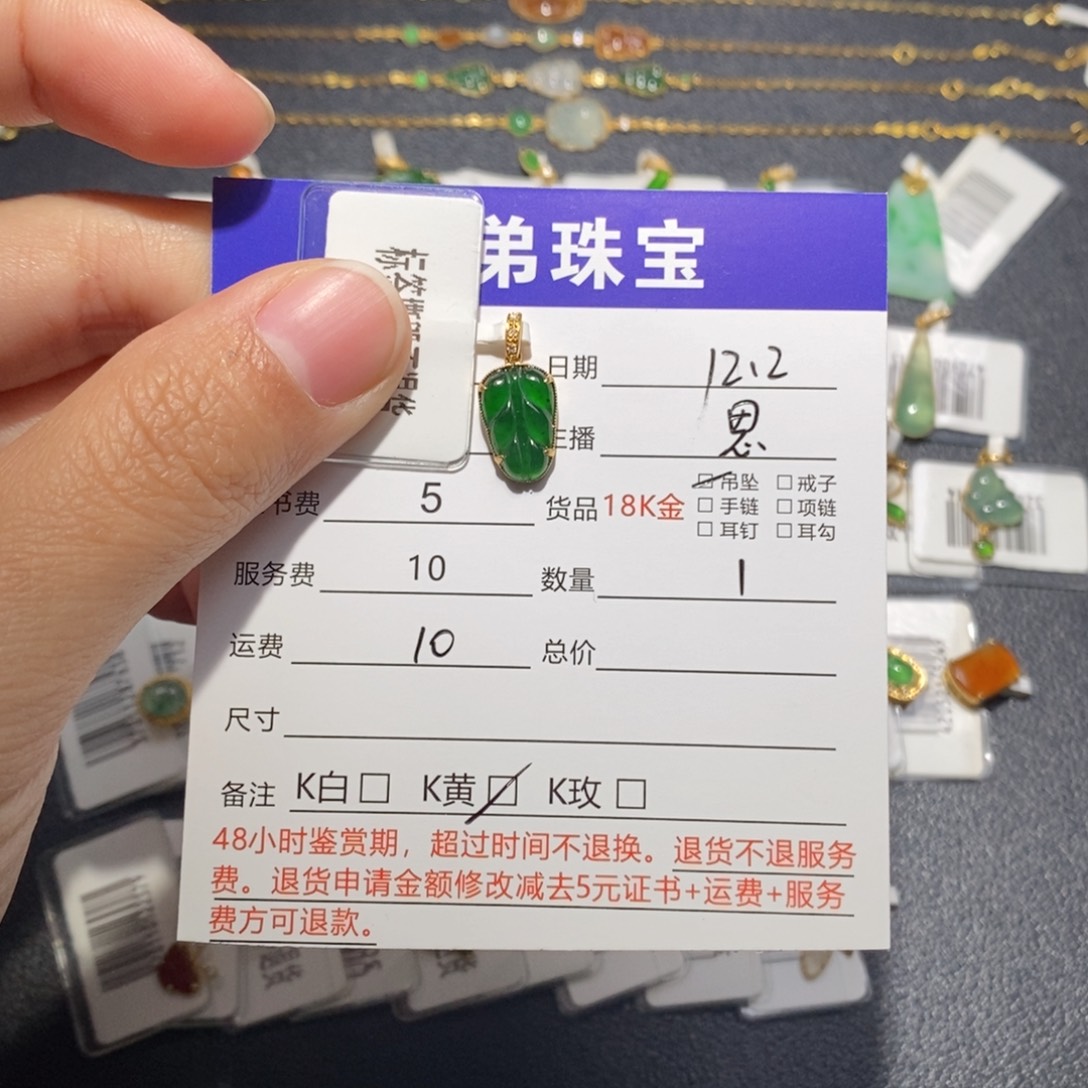 弟珠宝
日期 12.2
主播 恩
书费 5 货品 18K金 吊坠 戒子
手链 项链
耳钉 耳勾
服务费 10 数量 1
运费 10 总价
尺寸
备注 K白 K黄 K玫
48小时鉴赏期，超过时间不退换。退货不退服务
费。退货申请金额修改减去5元证书+运费+服务
费方可退款。